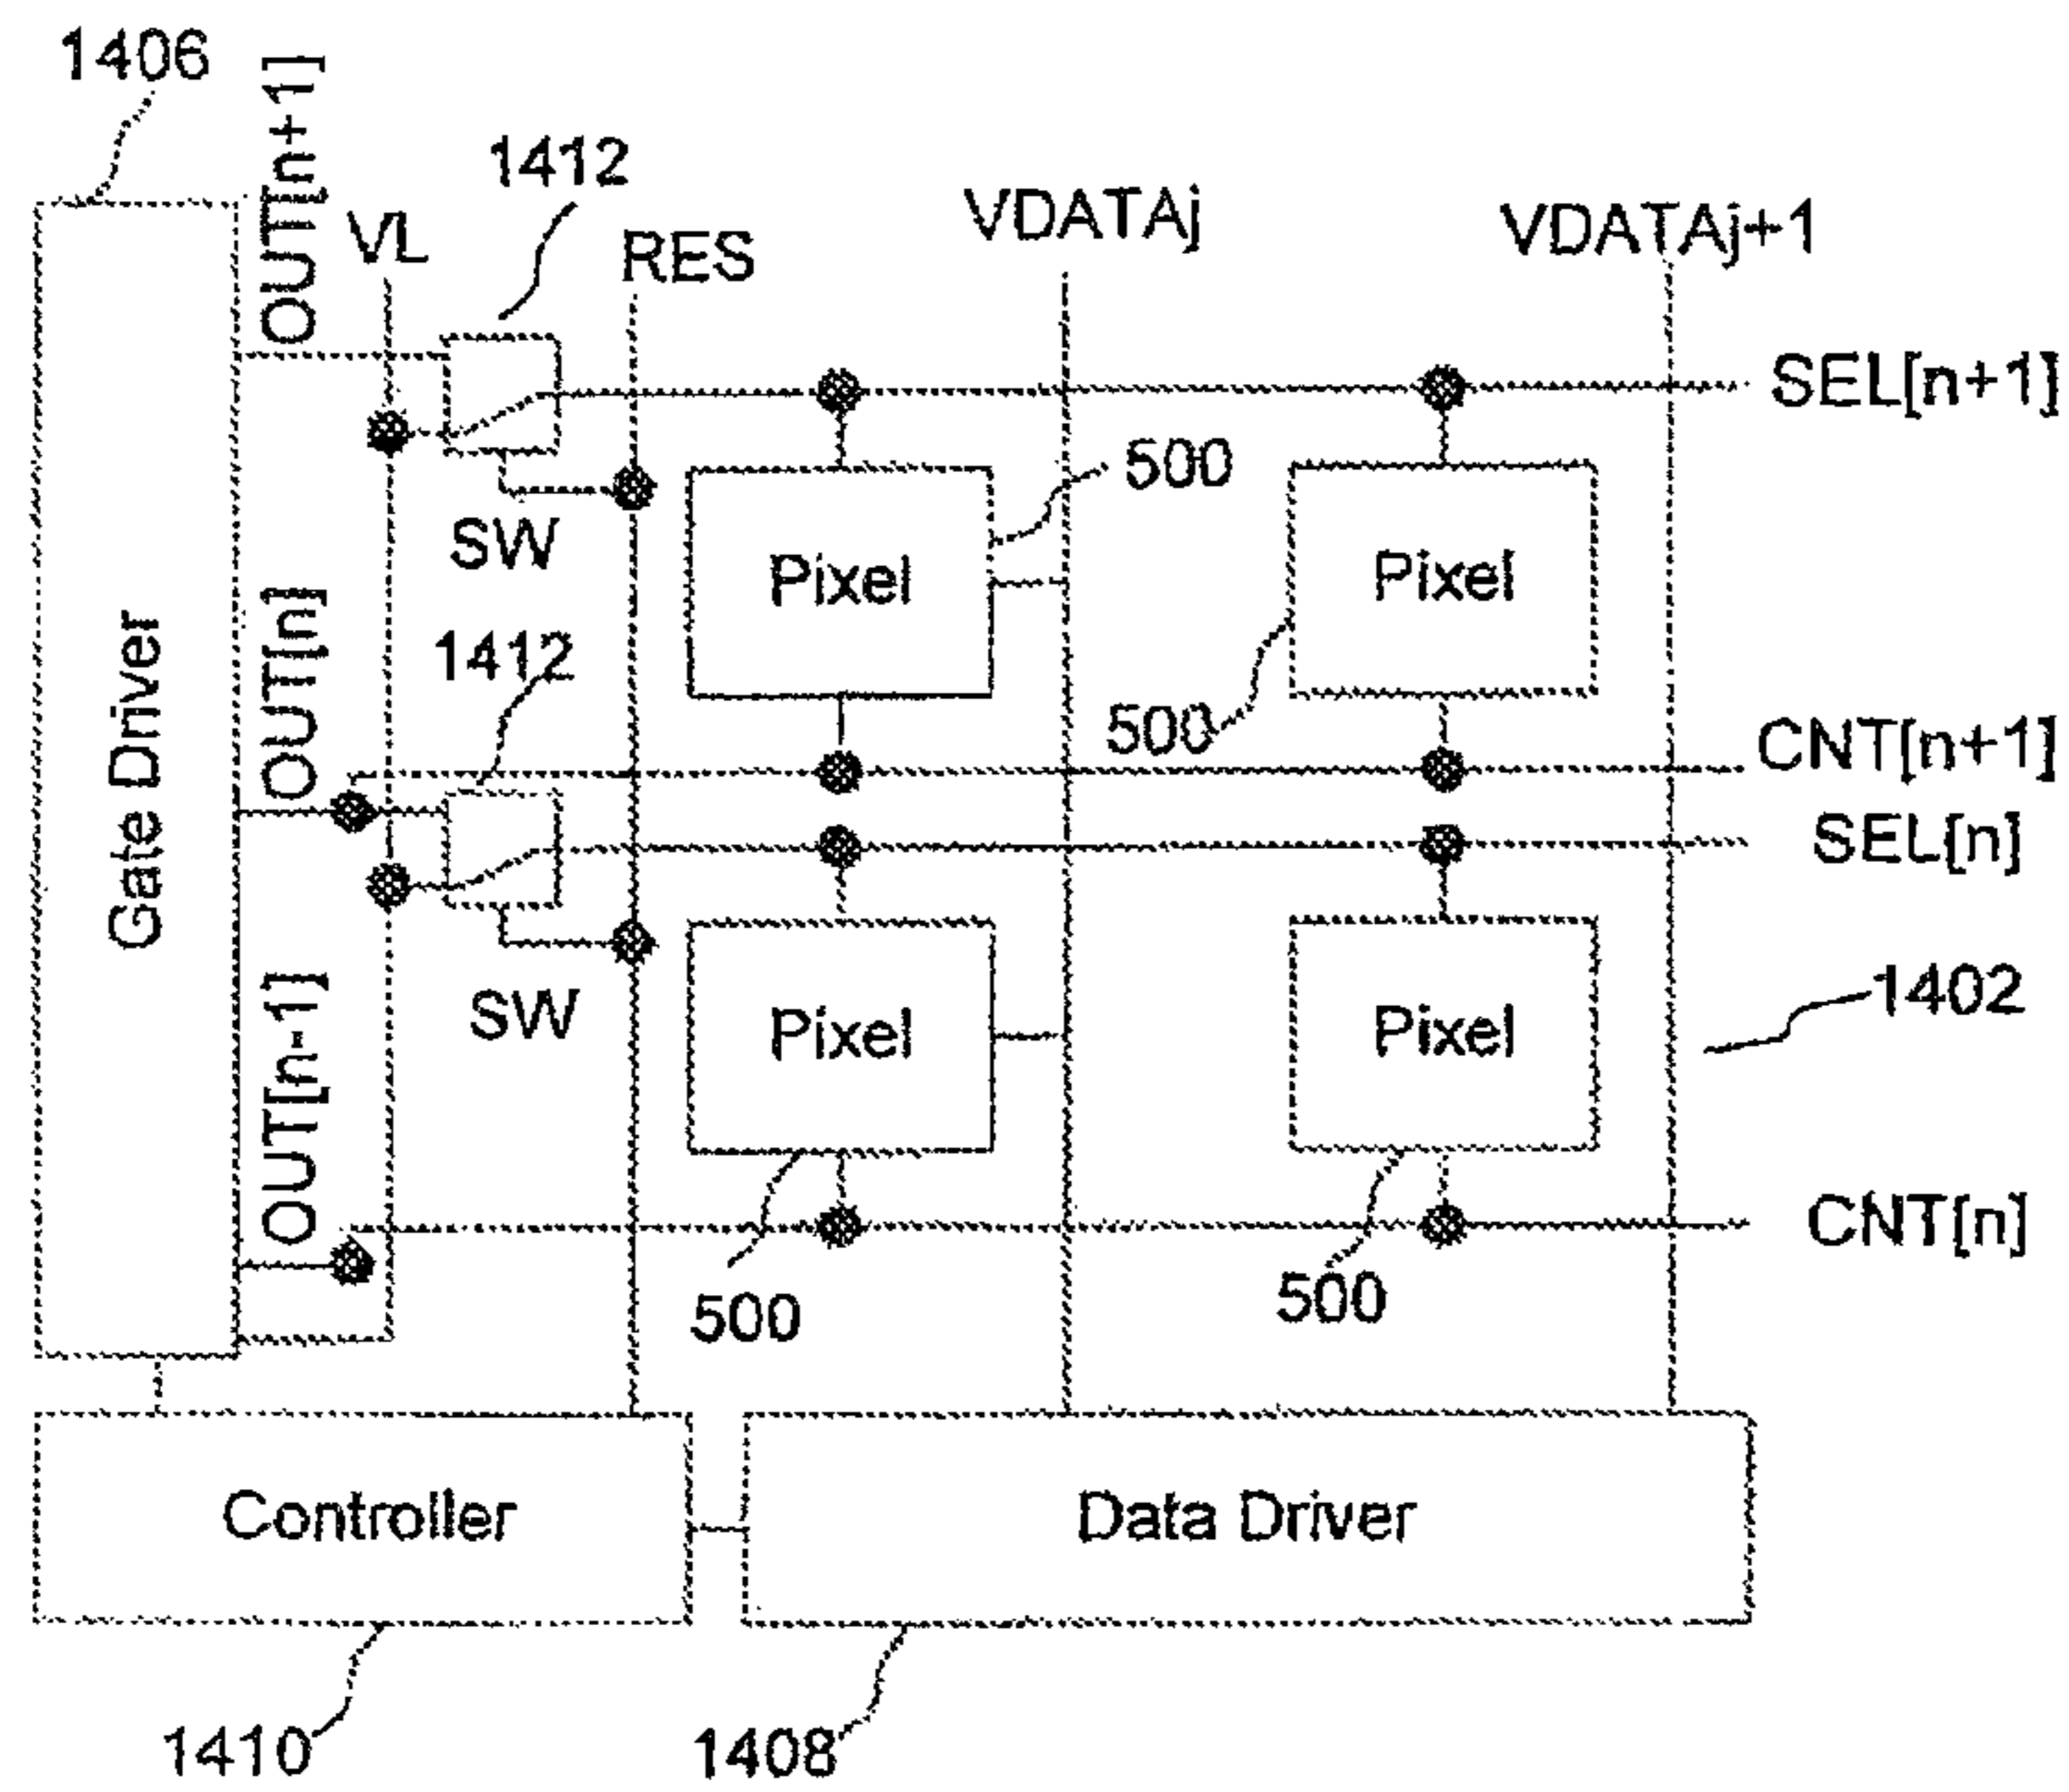 1406
OUT[n+1]
1412
VL
RES
VDATAj
VDATAj+1
SEL[n+1]
500
SW
Pixel
Pixel
OUT[n]
1412
500
CNT[n+1]
Gate Driver
SEL[n]
OUT[n-1]
SW
Pixel
Pixel
1402
CNT[n]
500
500
Controller
Data Driver
1410
1408